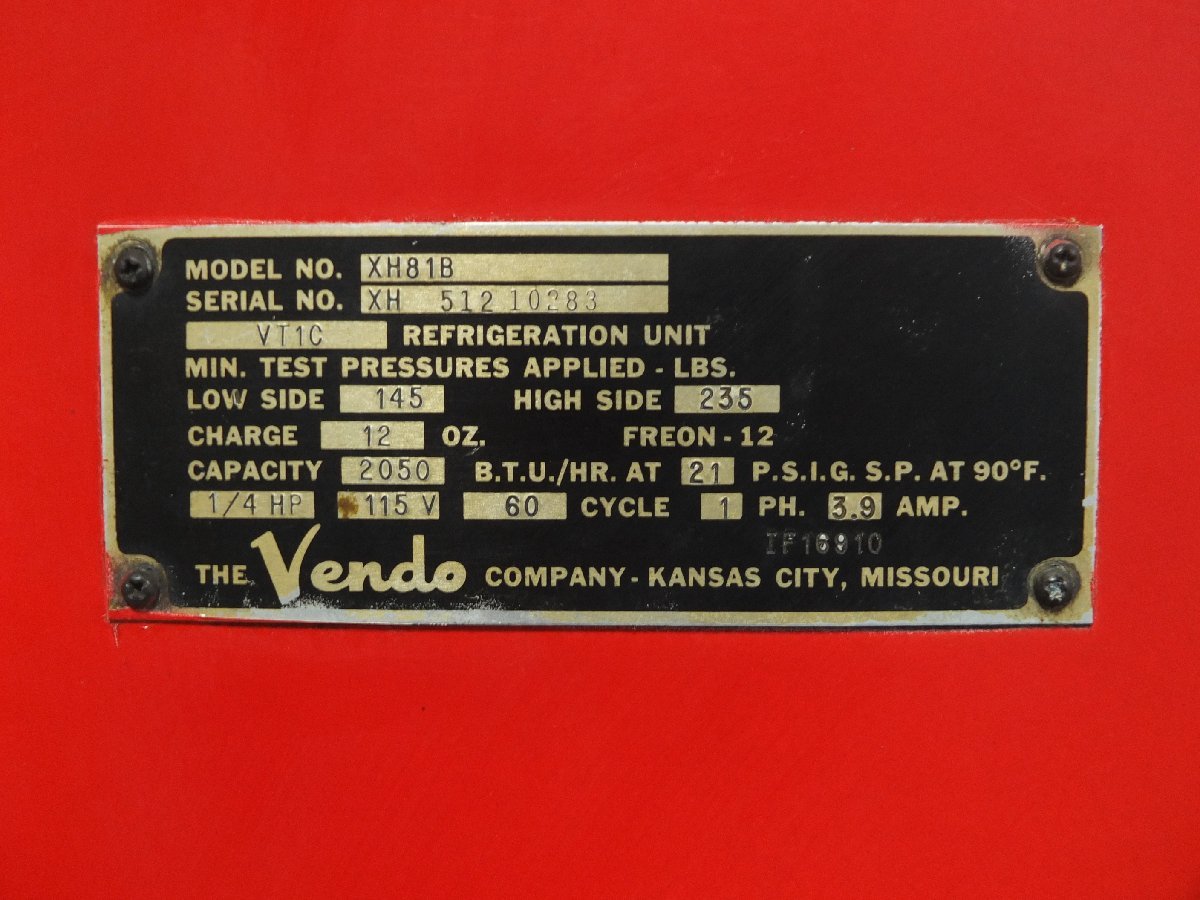 MODEL NO. XH81B
SERIAL NO. XH 512 10283
VT1C REFRIGERATION UNIT
MIN. TEST PRESSURES APPLIED - LBS.
LOW SIDE 145 HIGH SIDE 235
CHARGE 12 OZ. FREON - 12
CAPACITY 2050 B.T.U./HR. AT 21 P.S.I.G. S.P. AT 90°F.
1/4 HP 115 V 60 CYCLE 1 PH. 3.9 AMP.
IF16910
THE Vendo COMPANY - KANSAS CITY, MISSOURI